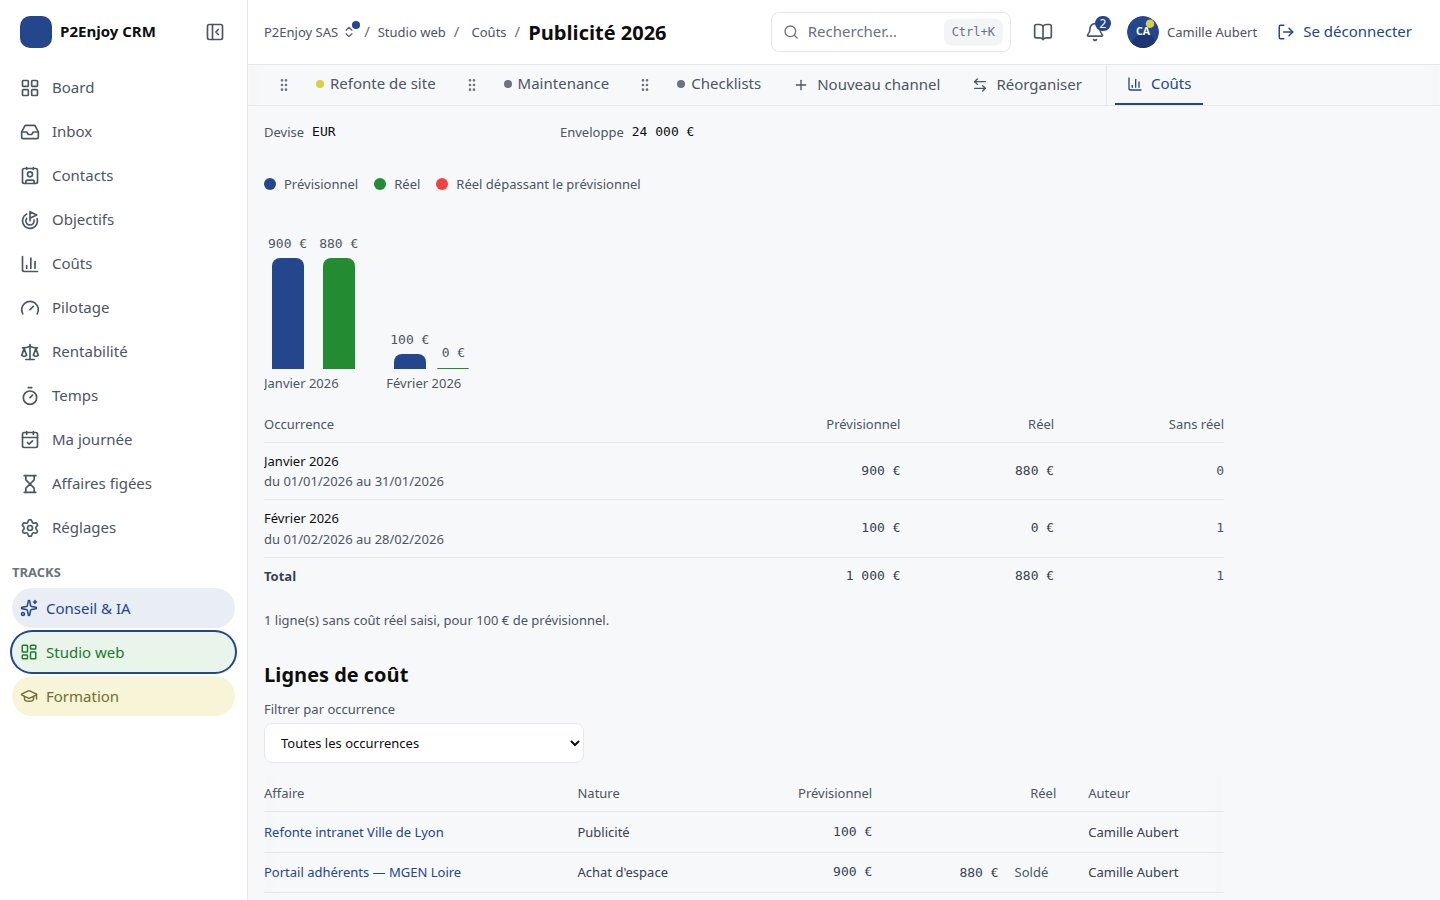 P2Enjoy CRM
Board
Inbox
Contacts
Objectifs
Coûts
Pilotage
Rentabilité
Temps
Ma journée
Affaires figées
Réglages
TRACKS
Conseil & IA
Studio web
Formation
P2Enjoy SAS / Studio web / Coûts / Publicité 2026
Rechercher... Ctrl+K
2
CA Camille Aubert
Se déconnecter
Refonte de site
Maintenance
Checklists
Nouveau channel
Réorganiser
Coûts
Devise EUR
Enveloppe 24 000 €
Prévisionnel Réel Réel dépassant le prévisionnel
900 € 880 €
100 € 0 €
Janvier 2026 Février 2026
Occurrence Prévisionnel Réel Sans réel
Janvier 2026
du 01/01/2026 au 31/01/2026
900 € 880 € 0
Février 2026
du 01/02/2026 au 28/02/2026
100 € 0 € 1
Total 1 000 € 880 € 1
1 ligne(s) sans coût réel saisi, pour 100 € de prévisionnel.
Lignes de coût
Filtrer par occurrence
Toutes les occurrences
Affaire Nature Prévisionnel Réel Auteur
Refonte intranet Ville de Lyon Publicité 100 € Camille Aubert
Portail adhérents — MGEN Loire Achat d'espace 900 € 880 € Soldé Camille Aubert